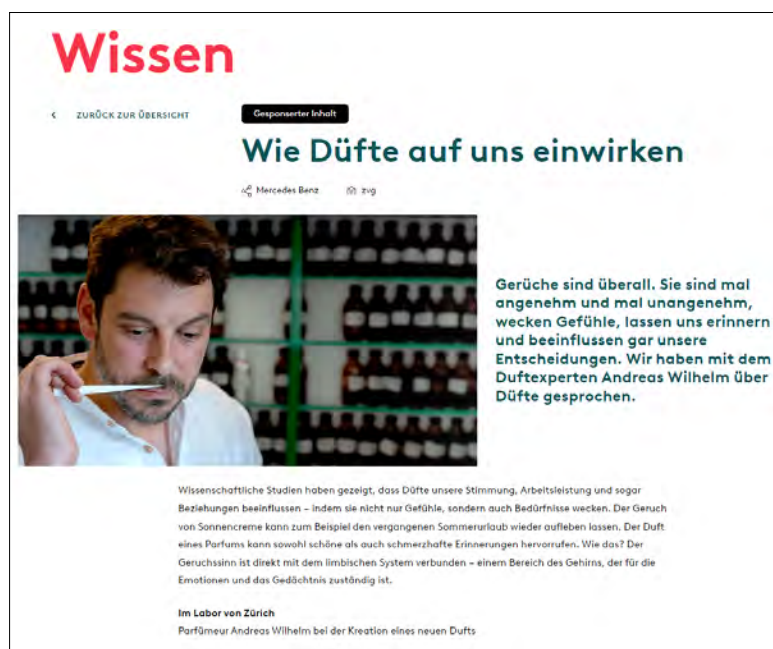 Wissen
ZURÜCK ZUR ÜBERSICHT
Gesponserter Inhalt
Wie Düfte auf uns einwirken
Mercedes Benz zvg
Gerüche sind überall. Sie sind mal
angenehm und mal unangenehm,
wecken Gefühle, lassen uns erinnern
und beeinflussen gar unsere
Entscheidungen. Wir haben mit dem
Duftexperten Andreas Wilhelm über
Düfte gesprochen.
Wissenschaftliche Studien haben gezeigt, dass Düfte unsere Stimmung, Arbeitsleistung und sogar
Beziehungen beeinflussen – indem sie nicht nur Gefühle, sondern auch Bedürfnisse wecken. Der Geruch
von Sonnencreme kann zum Beispiel den vergangenen Sommerurlaub wieder aufleben lassen. Der Duft
eines Parfums kann sowohl schöne als auch schmerzhafte Erinnerungen hervorrufen. Wie das? Der
Geruchssinn ist direkt mit dem limbischen System verbunden – einem Bereich des Gehirns, der für die
Emotionen und das Gedächtnis zuständig ist.
Im Labor von Zürich
Parfümeur Andreas Wilhelm bei der Kreation eines neuen Dufts